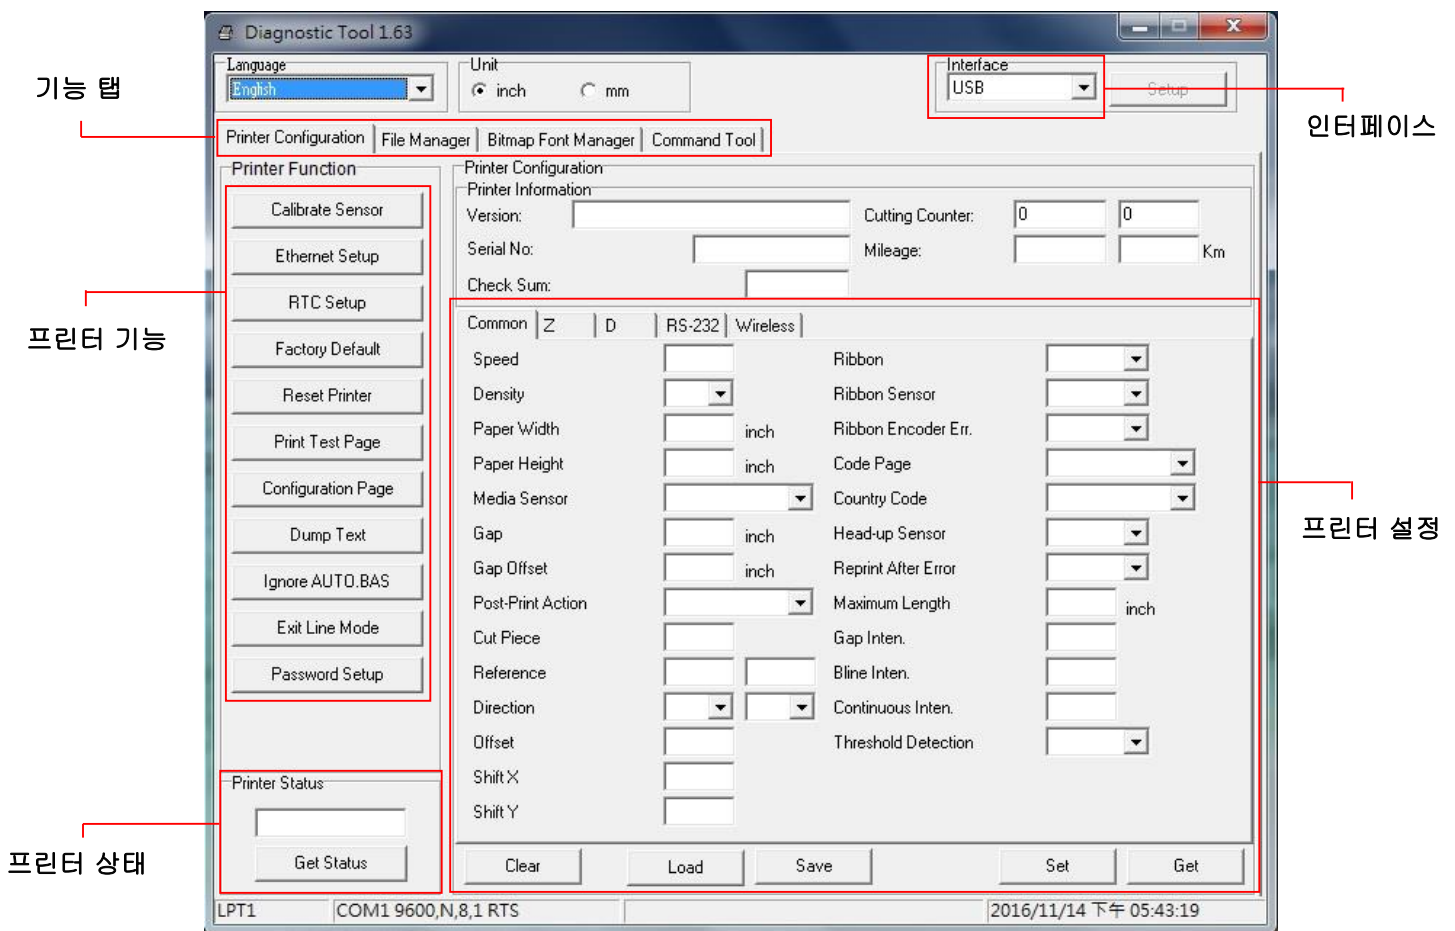 Diagnostic Tool 1.63
Language
English
Unit
inch
mm
Interface
USB
Setup
기능 탭
인터페이스
Printer Configuration
File Manager
Bitmap Font Manager
Command Tool
Printer Function
Calibrate Sensor
Ethernet Setup
RTC Setup
Factory Default
Reset Printer
Print Test Page
Configuration Page
Dump Text
Ignore AUTO.BAS
Exit Line Mode
Password Setup
프린터 기능
Printer Status
Get Status
프린터 상태
Printer Configuration
Printer Information
Version:
Cutting Counter:
0
0
Serial No:
Mileage:
Km
Check Sum:
Common
Z
D
RS-232
Wireless
Speed
Density
Paper Width
inch
Paper Height
inch
Media Sensor
Gap
inch
Gap Offset
inch
Post-Print Action
Cut Piece
Reference
Direction
Offset
Shift X
Shift Y
Ribbon
Ribbon Sensor
Ribbon Encoder Err.
Code Page
Country Code
Head-up Sensor
Reprint After Error
Maximum Length
inch
Gap Inten.
Bline Inten.
Continuous Inten.
Threshold Detection
프린터 설정
Clear
Load
Save
Set
Get
LPT1
COM1 9600,N,8,1 RTS
2016/11/14 下午 05:43:19